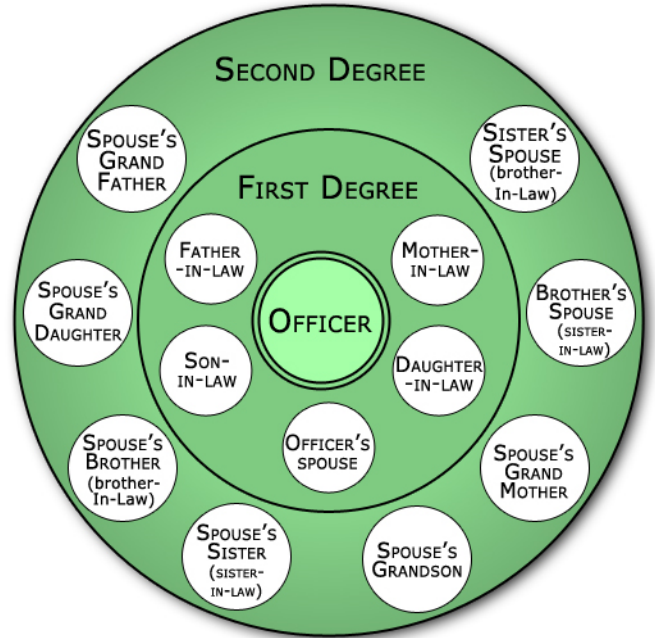 SECOND DEGREE
SPOUSE'S
GRAND
FATHER
SISTER'S
SPOUSE
(brother-
In-Law)
FIRST DEGREE
FATHER
-IN-LAW
MOTHER-
IN-LAW
SPOUSE'S
GRAND
DAUGHTER
OFFICER
BROTHER'S
SPOUSE
(SISTER-
IN-LAW)
SON-
IN-LAW
DAUGHTER
-IN-LAW
OFFICER'S
SPOUSE
SPOUSE'S
BROTHER
(brother-
In-Law)
SPOUSE'S
GRAND
MOTHER
SPOUSE'S
SISTER
(SISTER-
IN-LAW)
SPOUSE'S
GRANDSON